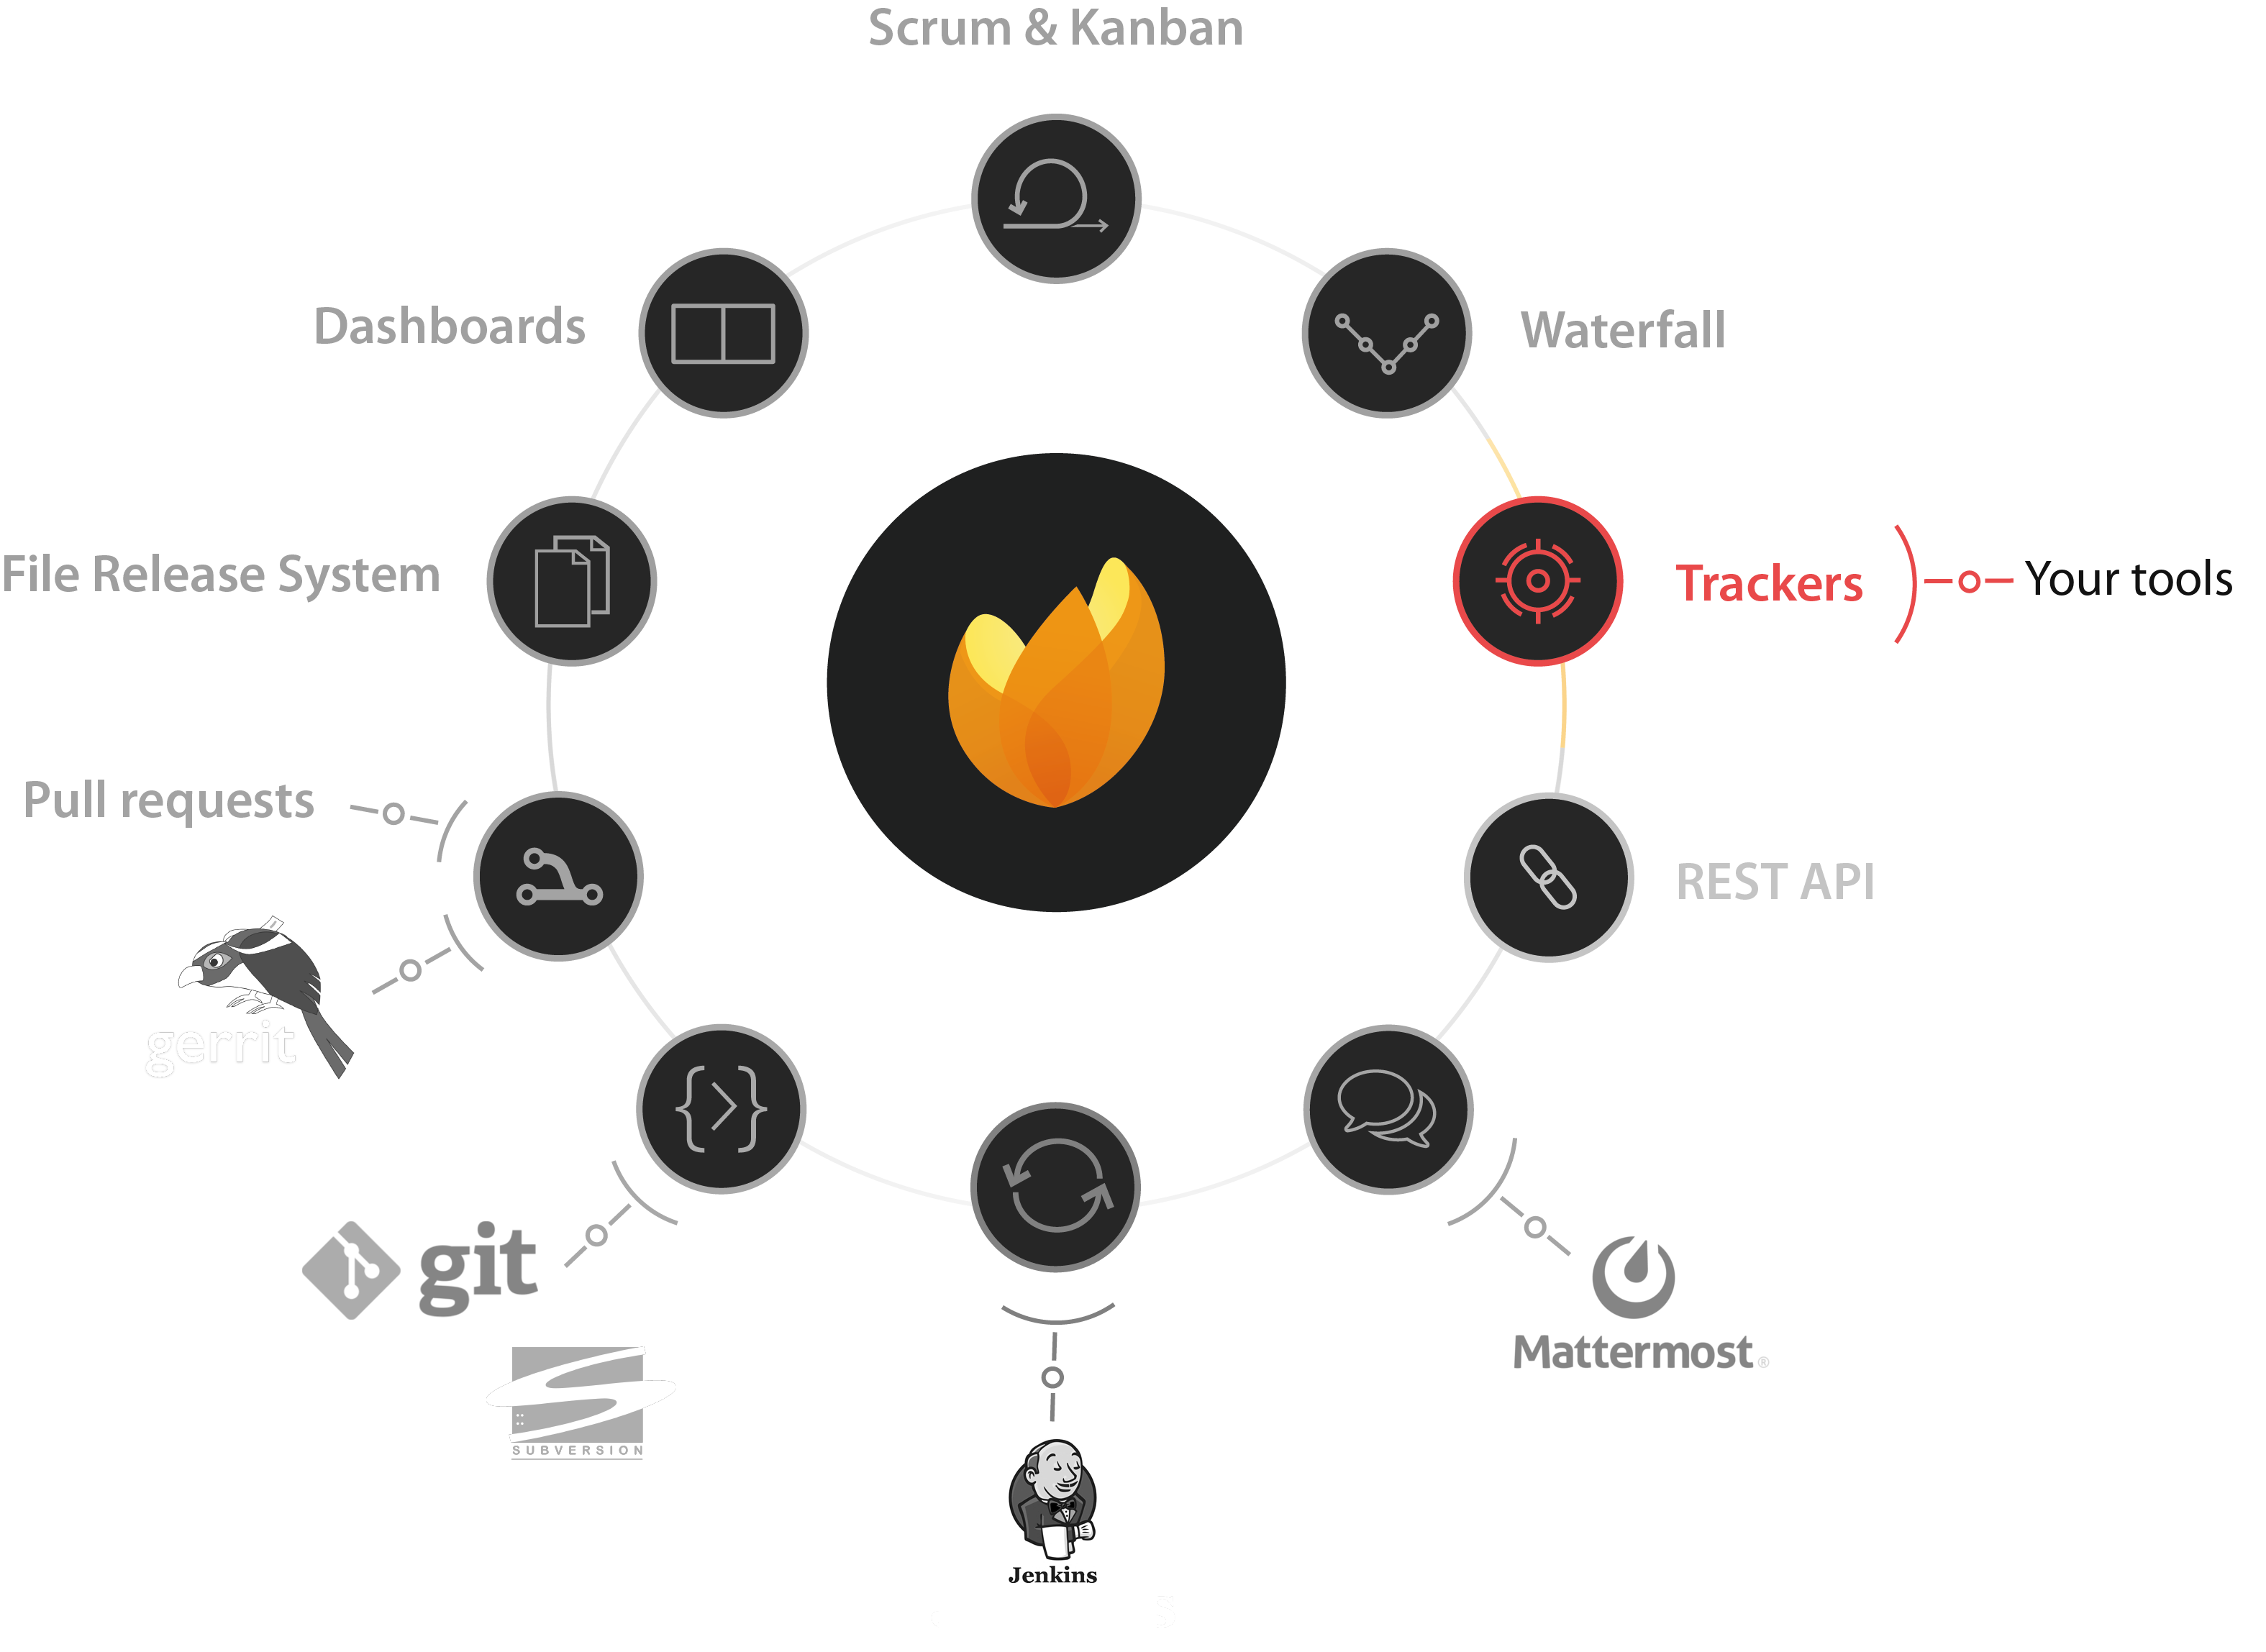 Scrum & Kanban
Dashboards
Waterfall
File Release System
Trackers
Your tools
Pull requests
REST API
gerrit
git
Mattermost®
SUBVERSION
Jenkins